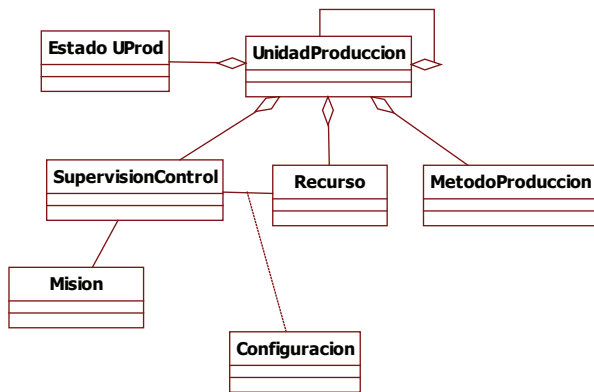 Estado UProd
UnidadProduccion
SupervisionControl
Recurso
MetodoProduccion
Mision
Configuracion